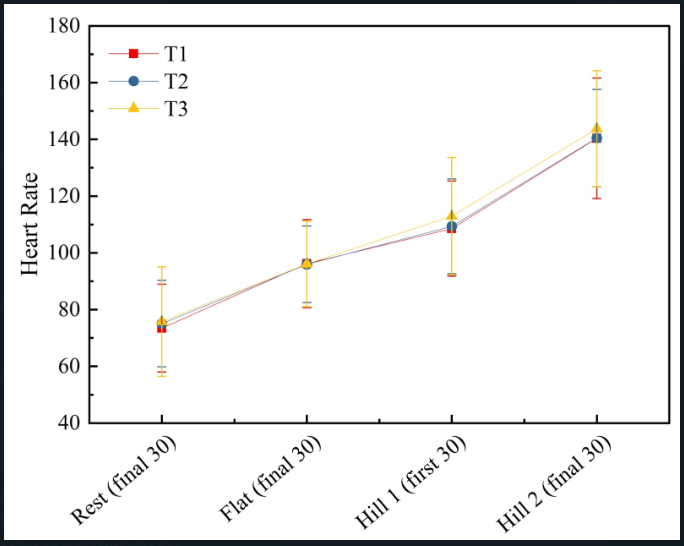 180
160
140
120
100
80
60
40
Heart Rate
T1
T2
T3
Rest (final 30)
Flat (final 30)
Hill 1 (first 30)
Hill 2 (final 30)